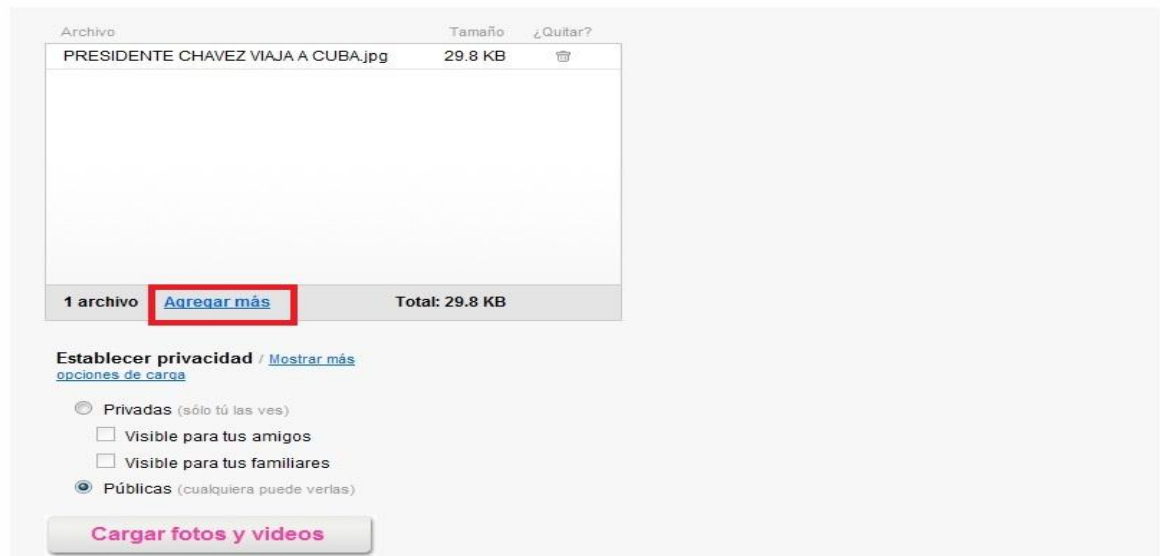 Archivo Tamaño ¿Quitar?
PRESIDENTE CHAVEZ VIAJA A CUBA.jpg 29.8 KB
1 archivo Agregar más Total: 29.8 KB
Establecer privacidad / Mostrar más
opciones de carga
Privadas (sólo tú las ves)
Visible para tus amigos
Visible para tus familiares
Públicas (cualquiera puede verlas)
Cargar fotos y videos